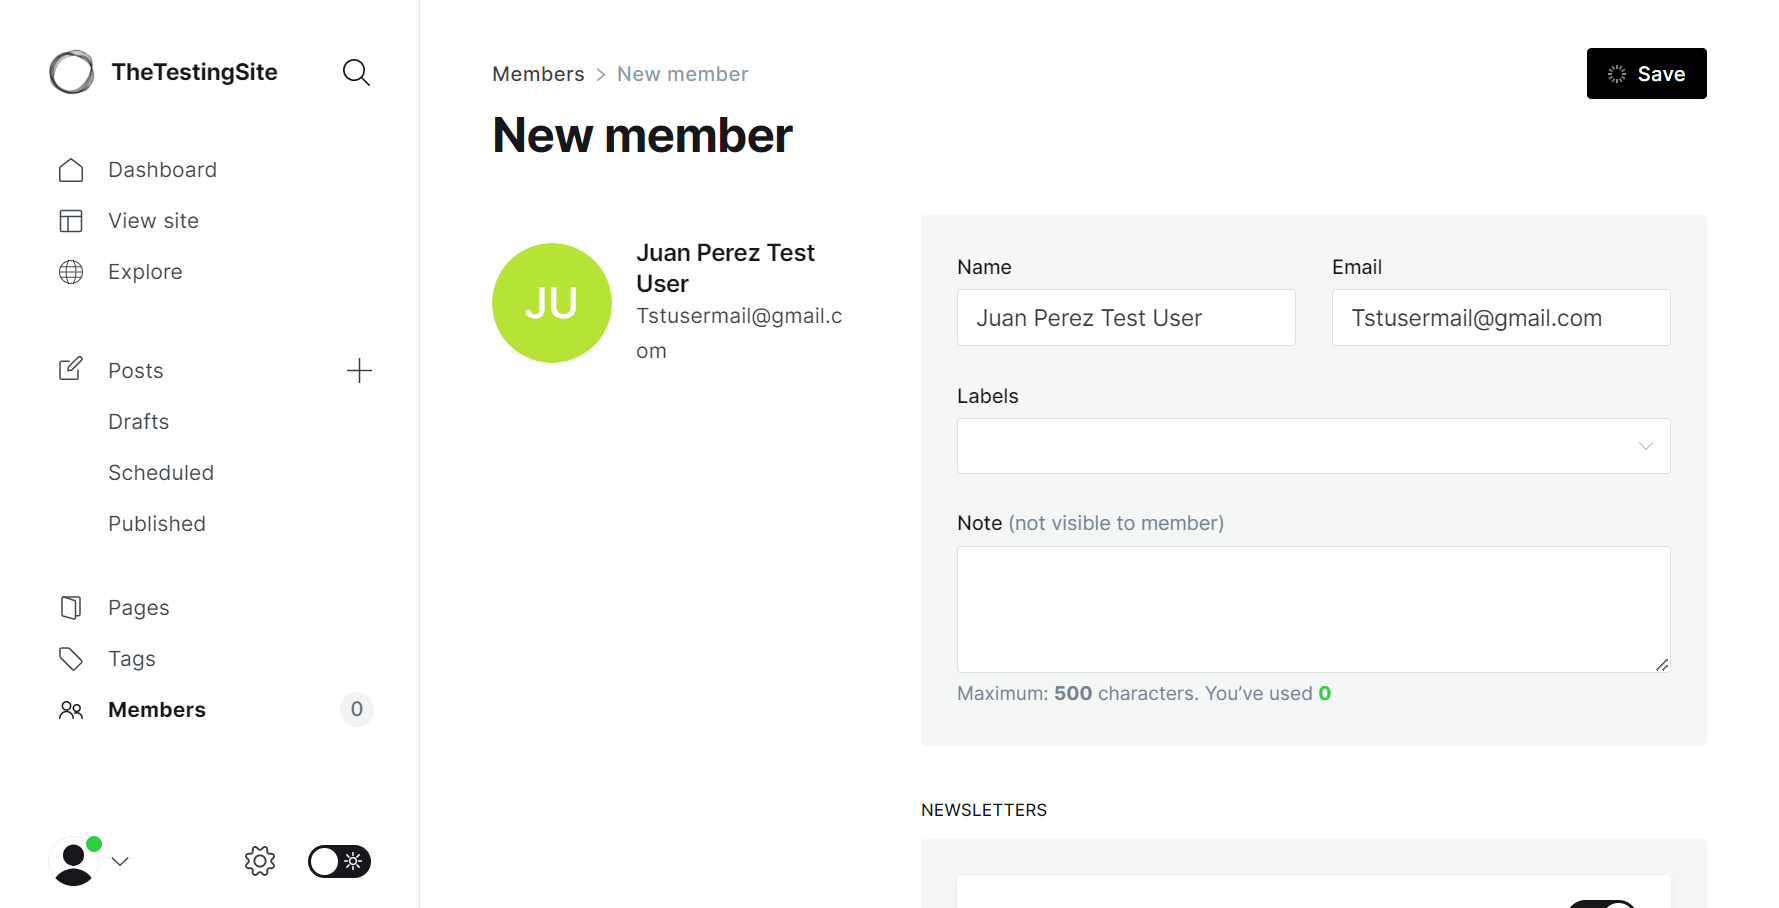 TheTestingSite
Dashboard
View site
Explore
Posts
Drafts
Scheduled
Published
Pages
Tags
Members 0
Members > New member
Save
New member
JU
Juan Perez Test
User
Tstusermail@gmail.c
om
Name
Email
Juan Perez Test User
Tstusermail@gmail.com
Labels
Note (not visible to member)
Maximum: 500 characters. You’ve used 0
NEWSLETTERS